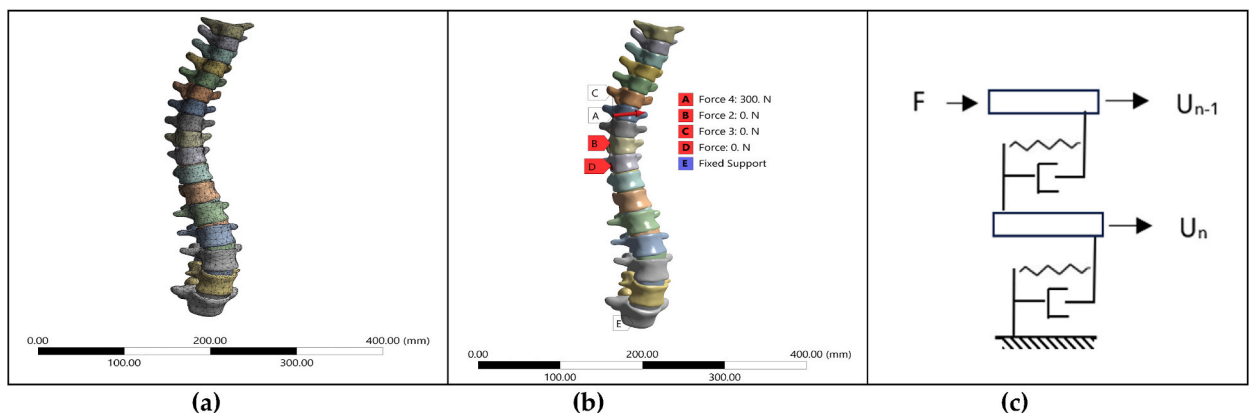 C
A
B
D
E
A Force 4: 300. N
B Force 2: 0. N
C Force 3: 0. N
D Force: 0. N
E Fixed Support
0.00 200.00 400.00 (mm)
100.00 300.00
0.00 200.00 400.00 (mm)
100.00 300.00
F
Un-1
Un
(a) (b) (c)